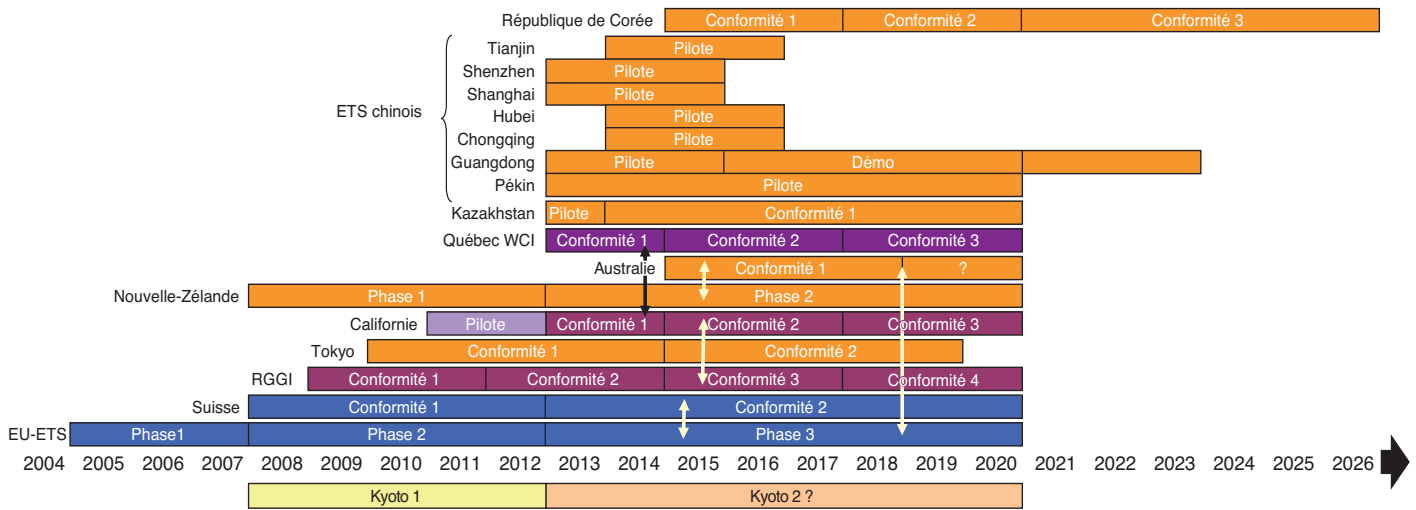 République de Corée Conformité 1 Conformité 2 Conformité 3
Tianjin Pilote
Shenzhen Pilote
Shanghai Pilote
ETS chinois
Hubei Pilote
Chongqing Pilote
Guangdong Pilote Démo
Pékin Pilote
Kazakhstan Pilote Conformité 1
Québec WCI Conformité 1 Conformité 2 Conformité 3
Australie Conformité 1 ?
Nouvelle-Zélande Phase 1 Phase 2
Californie Pilote Conformité 1 Conformité 2 Conformité 3
Tokyo Conformité 1 Conformité 2
RGGI Conformité 1 Conformité 2 Conformité 3 Conformité 4
Suisse Conformité 1 Conformité 2
EU-ETS Phase1 Phase 2 Phase 3
2004 2005 2006 2007 2008 2009 2010 2011 2012 2013 2014 2015 2016 2017 2018 2019 2020 2021 2022 2023 2024 2025 2026
Kyoto 1 Kyoto 2 ?